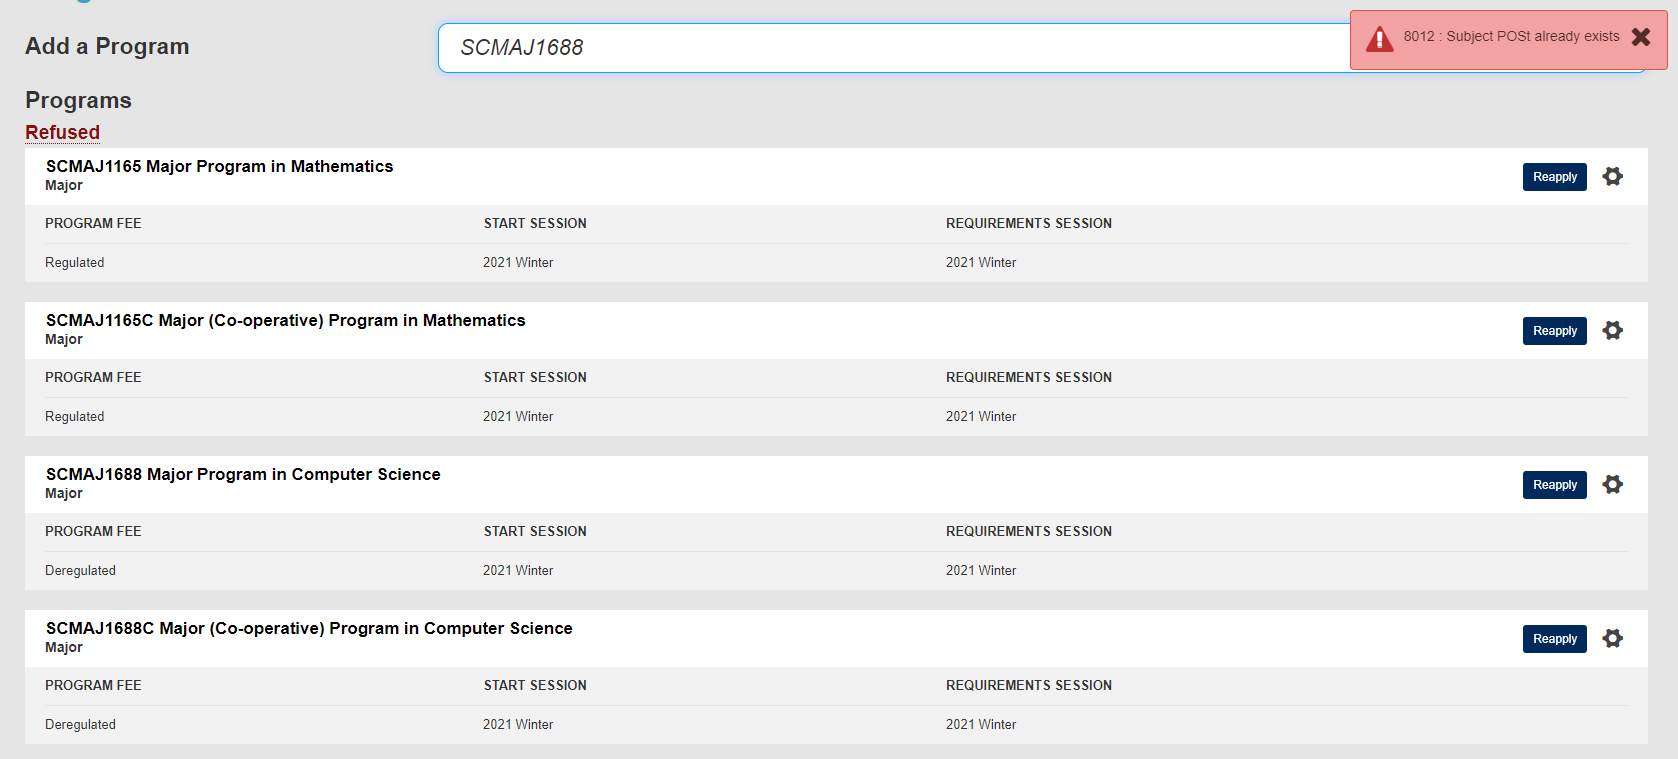 Add a Program
SCMAJ1688
8012 : Subject POSt already exists
Programs
Refused
SCMAJ1165 Major Program in Mathematics
Major
Reapply
PROGRAM FEE START SESSION REQUIREMENTS SESSION
Regulated 2021 Winter 2021 Winter
SCMAJ1165C Major (Co-operative) Program in Mathematics
Major
Reapply
PROGRAM FEE START SESSION REQUIREMENTS SESSION
Regulated 2021 Winter 2021 Winter
SCMAJ1688 Major Program in Computer Science
Major
Reapply
PROGRAM FEE START SESSION REQUIREMENTS SESSION
Deregulated 2021 Winter 2021 Winter
SCMAJ1688C Major (Co-operative) Program in Computer Science
Major
Reapply
PROGRAM FEE START SESSION REQUIREMENTS SESSION
Deregulated 2021 Winter 2021 Winter